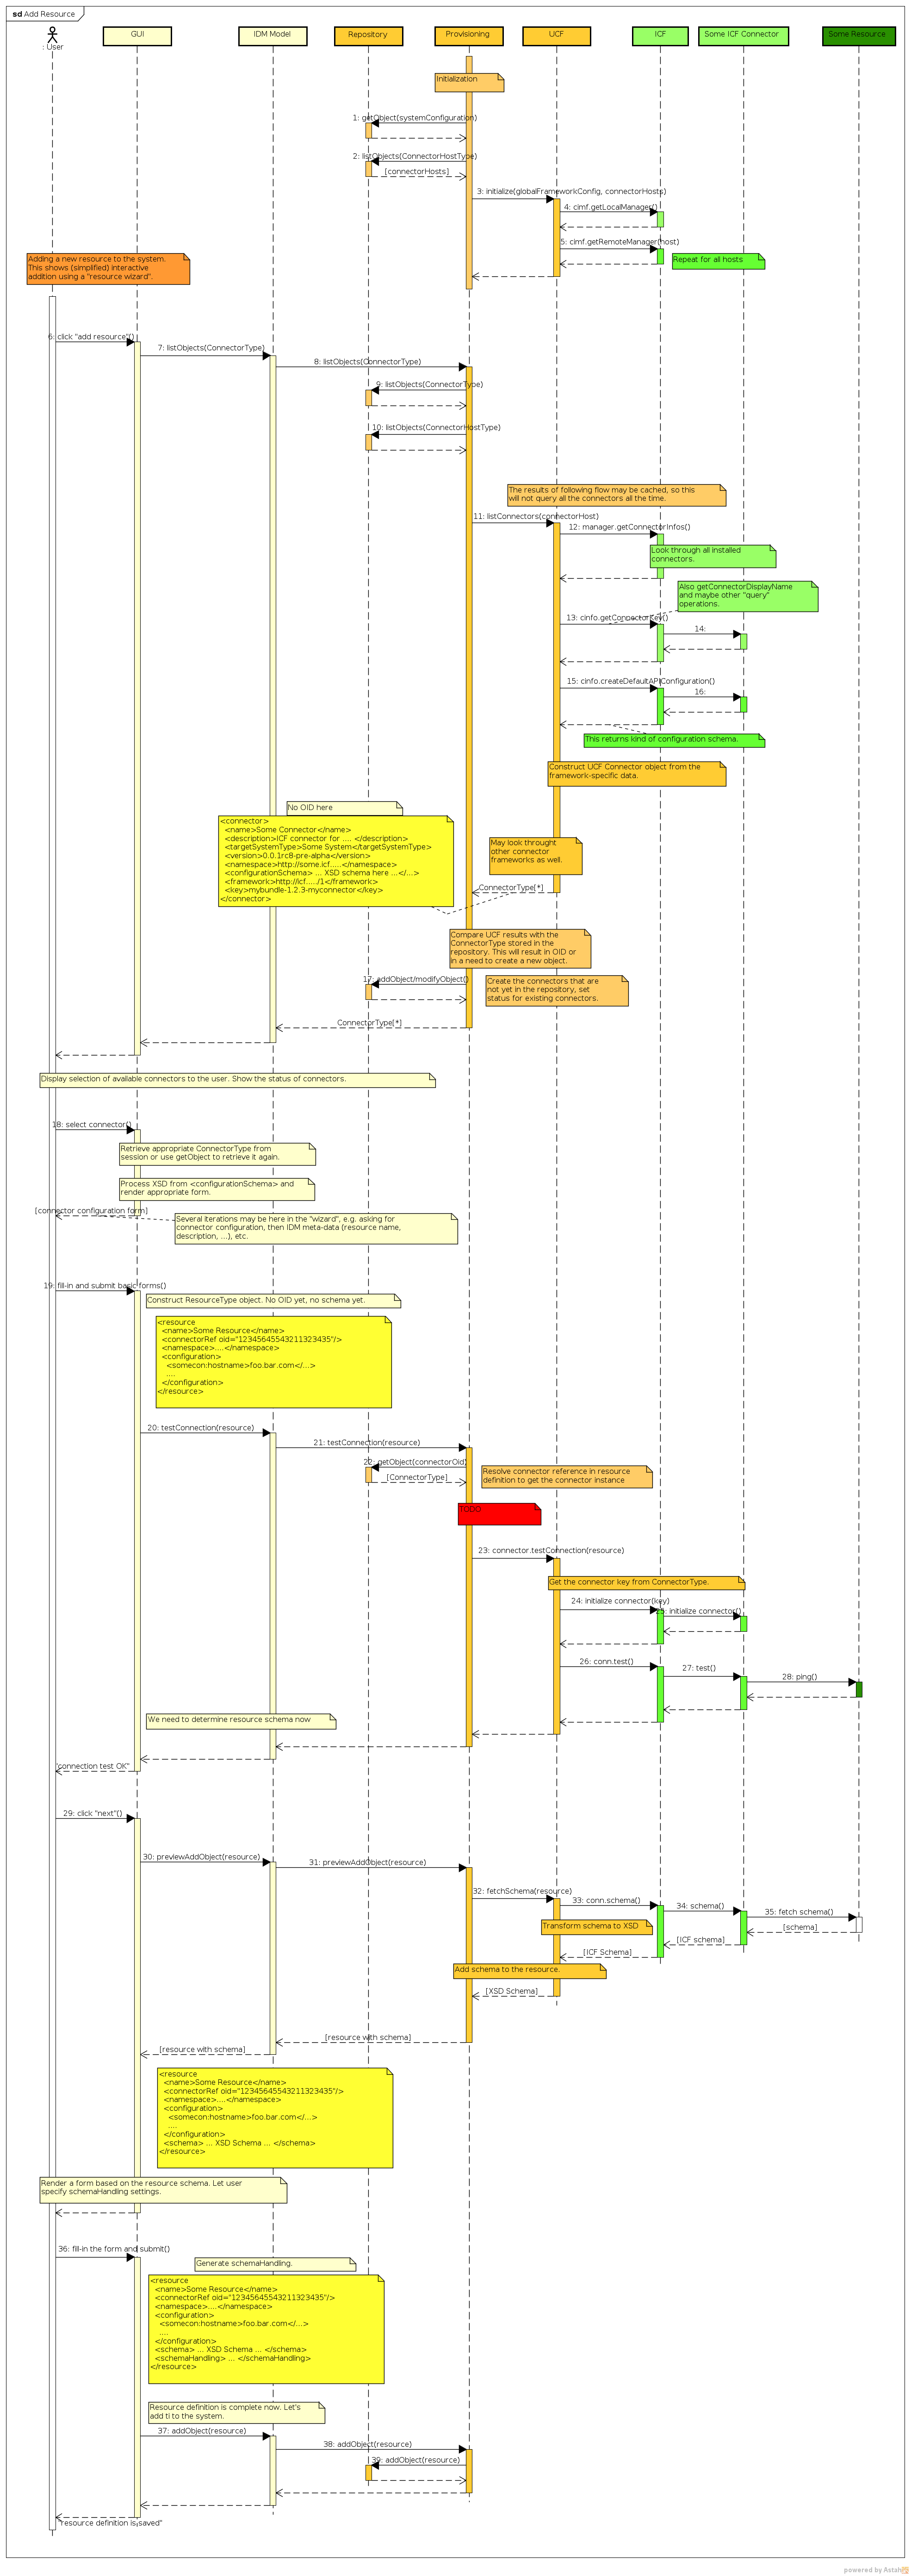 sd Add Resource
: User
GUI
IDM Model
Repository
Provisioning
UCF
ICF
Some ICF Connector
Some Resource
Initialization
1: getObject(systemConfiguration)
2: listObjects(ConnectorHostType)
[connectorHosts]
3: initialize(globalFrameworkConfig, connectorHosts)
4: cimf.getLocalManager()
5: cimf.getRemoteManager(host)
Repeat for all hosts
Adding a new resource to the system.
This shows (simplified) interactive
addition using a "resource wizard".
6: click "add resource"()
7: listObjects(ConnectorType)
8: listObjects(ConnectorType)
9: listObjects(ConnectorType)
10: listObjects(ConnectorHostType)
The results of following flow may be cached, so this
will not query all the connectors all the time.
11: listConnectors(connectorHost)
12: manager.getConnectorInfos()
Look through all installed
connectors.
Also getConnectorDisplayName
and maybe other "query"
operations.
13: cinfo.getConnectorKey()
14:
15: cinfo.createDefaultAPIConfiguration()
16:
This returns kind of configuration schema.
Construct UCF Connector object from the
framework-specific data.
No OID here
<connector>
<name>Some Connector</name>
<description>ICF connector for .... </description>
<targetSystemType>Some System</targetSystemType>
<version>0.0.1rc8-pre-alpha</version>
<namespace>http://some.icf.....</namespace>
<configurationSchema> ... XSD schema here ...</...>
<framework>http://icf...../1</framework>
<key>mybundle-1.2.3-myconnector</key>
</connector>
May look throught
other connector
frameworks as well.
ConnectorType[*]
Compare UCF results with the
ConnectorType stored in the
repository. This will result in OID or
in a need to create a new object.
17: addObject/modifyObject()
Create the connectors that are
not yet in the repository, set
status for existing connectors.
ConnectorType[*]
Display selection of available connectors to the user. Show the status of connectors.
18: select connector()
Retrieve appropriate ConnectorType from
session or use getObject to retrieve it again.
Process XSD from <configurationSchema> and
render appropriate form.
[connector configuration form]
Several iterations may be here in the "wizard", e.g. asking for
connector configuration, then IDM meta-data (resource name,
description, ...), etc.
19: fill-in and submit basic forms()
Construct ResourceType object. No OID yet, no schema yet.
<resource
<name>Some Resource</name>
<connectorRef oid="12345645543211323435"/>
<namespace>....</namespace>
<configuration>
<somecon:hostname>foo.bar.com</...>
....
</configuration>
</resource>
20: testConnection(resource)
21: testConnection(resource)
22: getObject(connectorOid)
[ConnectorType]
Resolve connector reference in resource
definition to get the connector instance
TODO
23: connector.testConnection(resource)
Get the connector key from ConnectorType.
24: initialize connector(key)
25: initialize connector()
26: conn.test()
27: test()
28: ping()
We need to determine resource schema now
"connection test OK"
29: click "next"()
30: previewAddObject(resource)
31: previewAddObject(resource)
32: fetchSchema(resource)
33: conn.schema()
34: schema()
35: fetch schema()
Transform schema to XSD
[schema]
[ICF schema]
[ICF Schema]
Add schema to the resource.
[XSD Schema]
[resource with schema]
[resource with schema]
<resource
<name>Some Resource</name>
<connectorRef oid="12345645543211323435"/>
<namespace>....</namespace>
<configuration>
<somecon:hostname>foo.bar.com</...>
....
</configuration>
<schema> ... XSD Schema ... </schema>
</resource>
Render a form based on the resource schema. Let user
specify schemaHandling settings.
36: fill-in the form and submit()
Generate schemaHandling.
<resource
<name>Some Resource</name>
<connectorRef oid="12345645543211323435"/>
<namespace>....</namespace>
<configuration>
<somecon:hostname>foo.bar.com</...>
....
</configuration>
<schema> ... XSD Schema ... </schema>
<schemaHandling> ... </schemaHandling>
</resource>
Resource definition is complete now. Let's
add ti to the system.
37: addObject(resource)
38: addObject(resource)
39: addObject(resource)
"resource definition is saved"
powered by Astah